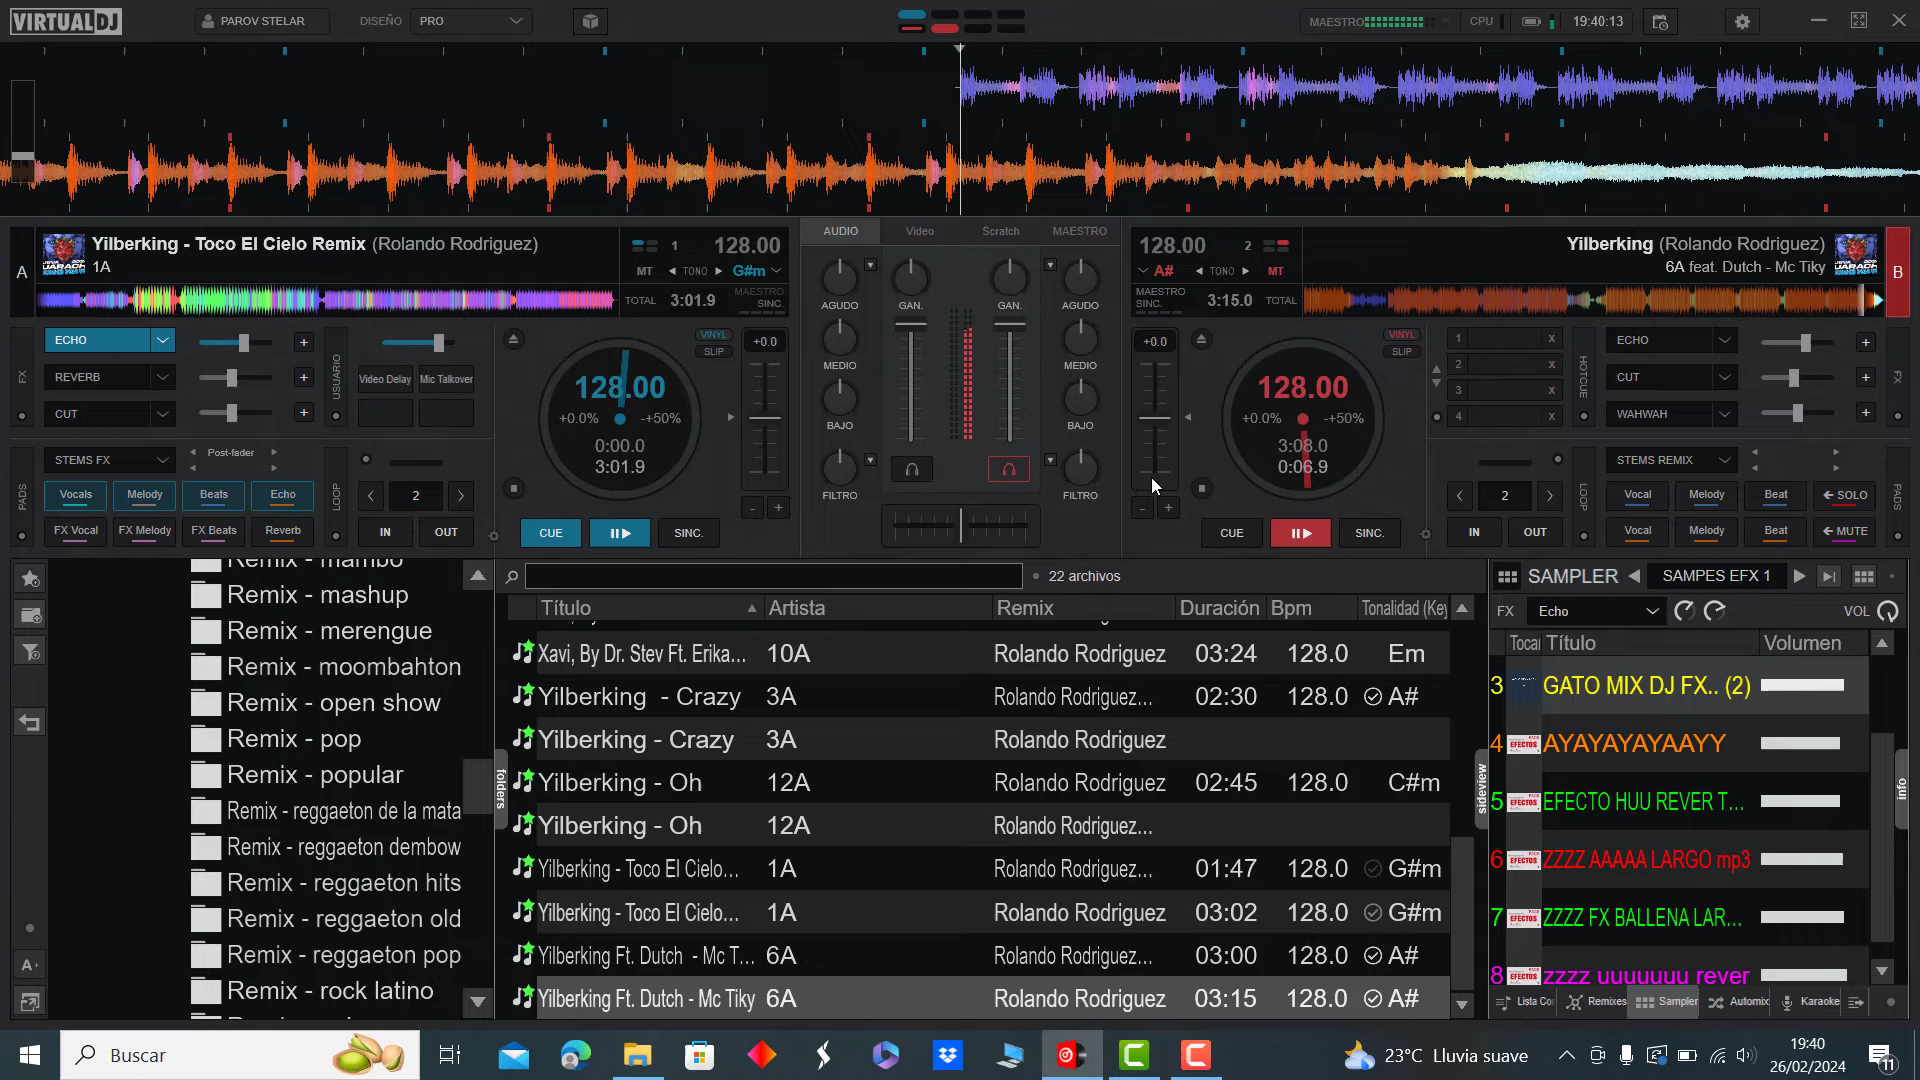 VIRTUALDJ
PAROV STELAR
DISEÑO
PRO
MAESTRO
CPU
19:40:13
A
Yilberking - Toco El Cielo Remix (Rolando Rodriguez)
1A
1
128.00
MT
TONO
G#m
TOTAL
3:01.9
MAESTRO
SINC.
AUDIO
Video
Scratch
MAESTRO
128.00
2
A#
TONO
MT
MAESTRO
SINC.
3:15.0
TOTAL
Yilberking (Rolando Rodriguez)
6A feat. Dutch - Mc Tiky
B
FX
ECHO
REVERB
CUT
USUARIO
Video Delay
Mic Talkover
VINYL
SLIP
128.00
+0.0%
-+50%
0:00.0
3:01.9
+0.0
AGUDO
MEDIO
BAJO
FILTRO
GAN.
GAN.
AGUDO
MEDIO
BAJO
FILTRO
+0.0
VINYL
SLIP
128.00
+0.0%
-+50%
3:08.0
0:06.9
1 x
2 x
3 x
4 x
HOTCUE
ECHO
CUT
WAHWAH
FX
PADS
STEMS FX
Post-fader
Vocals
Melody
Beats
Echo
FX Vocal
FX Melody
FX Beats
Reverb
LOOP
2
IN
OUT
CUE
SINC.
CUE
SINC.
2
IN
OUT
LOOP
STEMS REMIX
Vocal
Melody
Beat
SOLO
Vocal
Melody
Beat
MUTE
PADS
Remix - mambo
Remix - mashup
Remix - merengue
Remix - moombahton
Remix - open show
Remix - pop
Remix - popular
Remix - reggaeton de la mata
Remix - reggaeton dembow
Remix - reggaeton hits
Remix - reggaeton old
Remix - reggaeton pop
Remix - rock latino
folders
22 archivos
Título Artista Remix Duración Bpm Tonalidad (Key
Xavi, By Dr. Stev Ft. Erika... 10A Rolando Rodriguez 03:24 128.0 Em
Yilberking - Crazy 3A Rolando Rodriguez... 02:30 128.0 A#
Yilberking - Crazy 3A Rolando Rodriguez
Yilberking - Oh 12A Rolando Rodriguez 02:45 128.0 C#m
Yilberking - Oh 12A Rolando Rodriguez...
Yilberking - Toco El Cielo... 1A Rolando Rodriguez... 01:47 128.0 G#m
Yilberking - Toco El Cielo... 1A Rolando Rodriguez 03:02 128.0 G#m
Yilberking Ft. Dutch - Mc T... 6A Rolando Rodriguez... 03:00 128.0 A#
Yilberking Ft. Dutch - Mc Tiky 6A Rolando Rodriguez 03:15 128.0 A#
sideview
SAMPLER
SAMPES EFX 1
FX
Echo
VOL
Tocar Título Volumen
3 GATO MIX DJ FX.. (2)
4 EFECTOS AYAYAYAYAAYY
5 EFECTOS EFECTO HUU REVER T...
6 EFECTOS ZZZZ AAAAA LARGO mp3
7 EFECTOS ZZZZ FX BALLENA LAR...
8 EFECTOS zzzz uuuuuuu rever
info
Lista Cor
Remixes
Sampler
Automix
Karaoke
Buscar
23°C Lluvia suave
19:40
26/02/2024
11